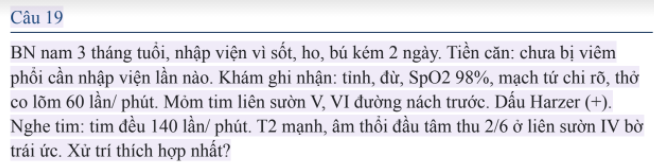 Câu 19
BN nam 3 tháng tuổi, nhập viện vì sốt, ho, bú kém 2 ngày. Tiền căn: chưa bị viêm
phổi cần nhập viện lần nào. Khám ghi nhận: tinh, đừ, SpO2 98%, mạch tứ chi rõ, thở
co lõm 60 lần/ phút. Mỏm tim liên sườn V, VI đường nách trước. Dấu Harzer (+).
Nghe tim: tim đều 140 lần/ phút. T2 mạnh, âm thổi đầu tâm thu 2/6 ở liên sườn IV bờ
trái ức. Xử trí thích hợp nhất?